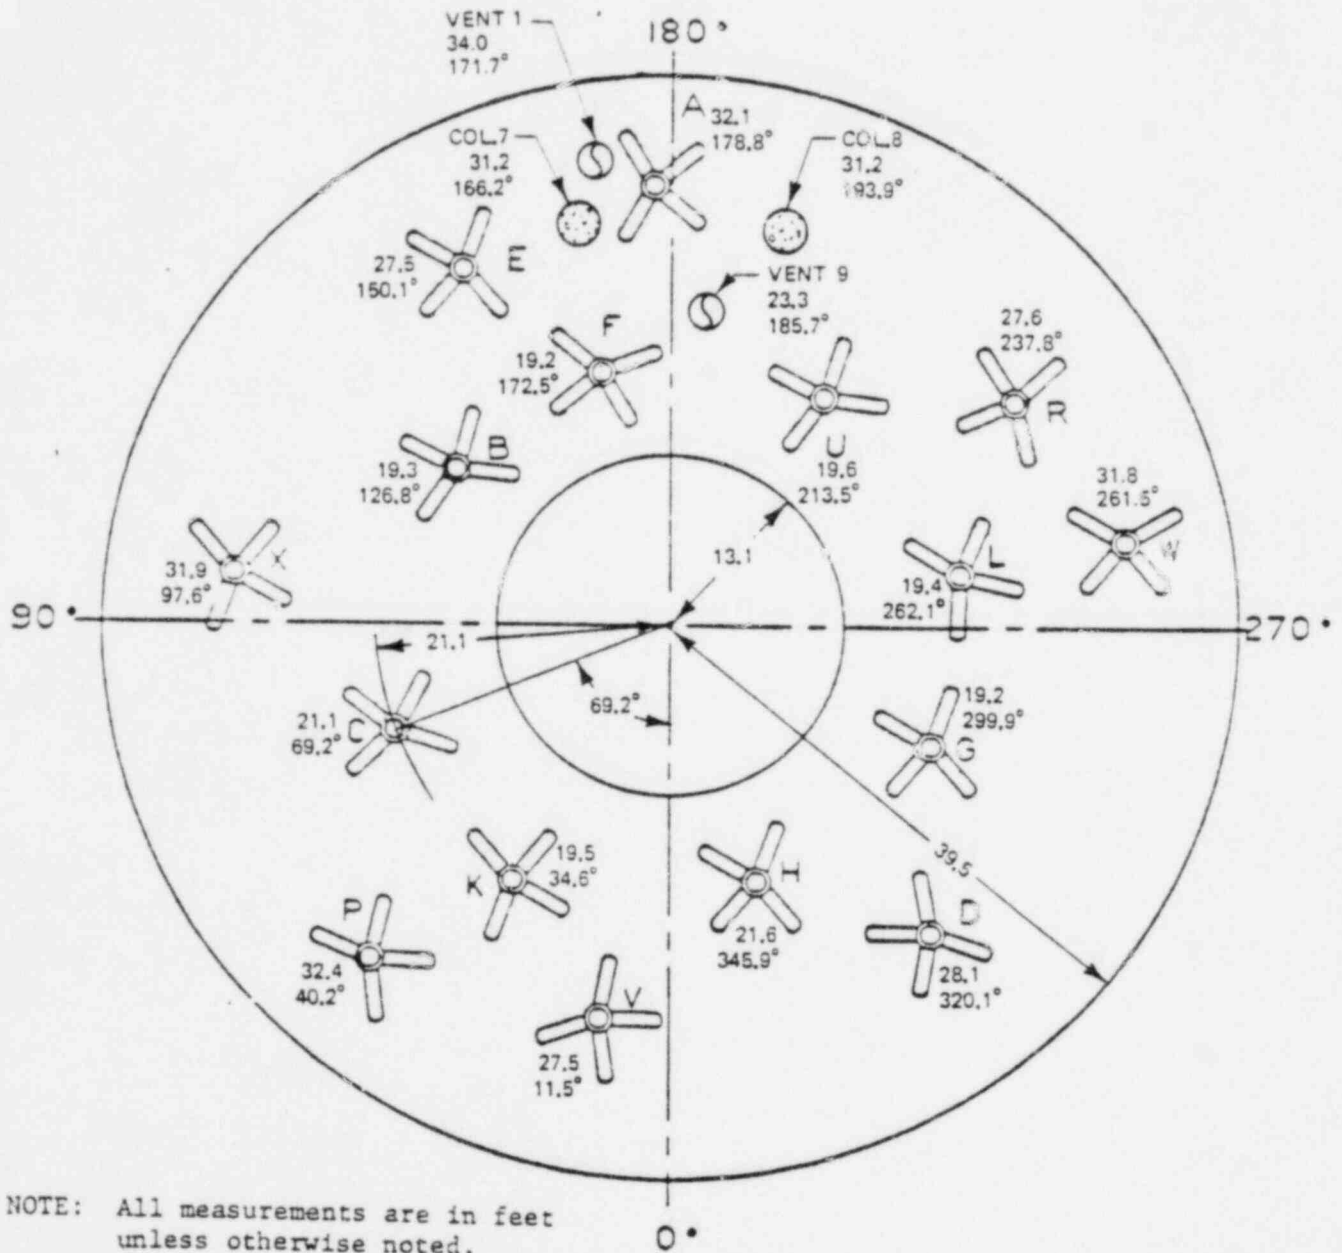 VENT 1
34.0
171.7°
180°
A
32.1
178.8°
COL.7
31.2
166.2°
COL.8
31.2
193.9°
E
27.5
150.1°
VENT 9
23.3
185.7°
F
19.2
172.5°
27.6
237.8°
R
B
19.3
126.8°
U
19.6
213.5°
31.8
261.5°
W
X
31.9
97.6°
13.1
L
19.4
262.1°
90°
270°
21.1
69.2°
21.1
69.2°
C
19.2
299.9°
G
39.5
K
19.5
34.6°
H
21.6
345.9°
D
28.1
320.1°
P
32.4
40.2°
V
27.5
11.5°
0°
NOTE: All measurements are in feet
unless otherwise noted.